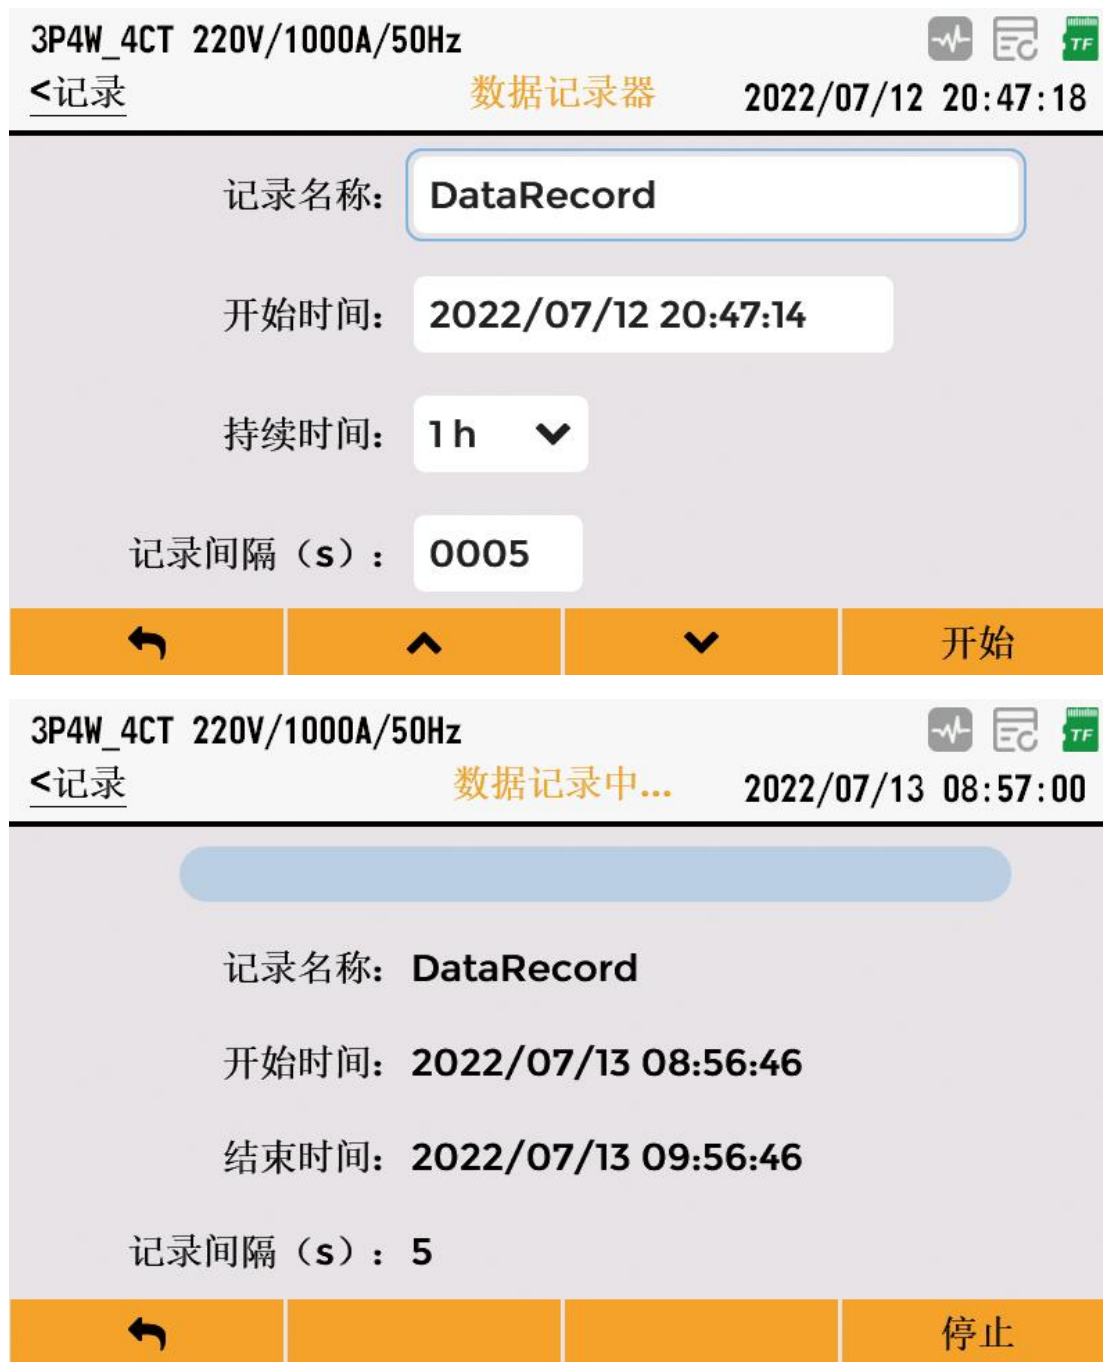 3P4W_4CT 220V/1000A/50Hz TF
<记录 数据记录器 2022/07/12 20:47:18
记录名称: DataRecord
开始时间: 2022/07/12 20:47:14
持续时间: 1 h
记录间隔（s）: 0005
开始
3P4W_4CT 220V/1000A/50Hz TF
<记录 数据记录中... 2022/07/13 08:57:00
记录名称: DataRecord
开始时间: 2022/07/13 08:56:46
结束时间: 2022/07/13 09:56:46
记录间隔（s）: 5
停止